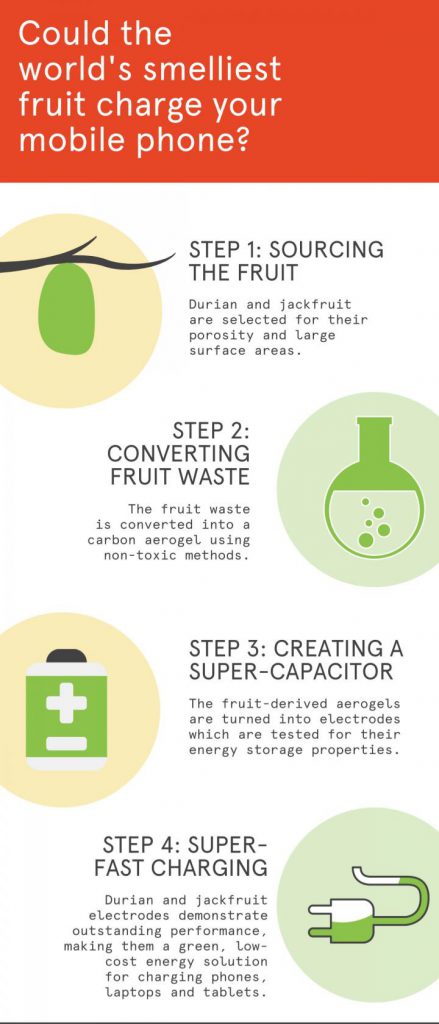 Could the
world's smelliest
fruit charge your
mobile phone?
STEP 1: SOURCING
THE FRUIT
Durian and jackfruit
are selected for their
porosity and large
surface areas.
STEP 2:
CONVERTING
FRUIT WASTE
The fruit waste
is converted into a
carbon aerogel using
non-toxic methods.
STEP 3: CREATING A
SUPER-CAPACITOR
The fruit-derived aerogels
are turned into electrodes
which are tested for their
energy storage properties.
STEP 4: SUPER-
FAST CHARGING
Durian and jackfruit
electrodes demonstrate
outstanding performance,
making them a green, low-
cost energy solution
for charging phones,
laptops and tablets.